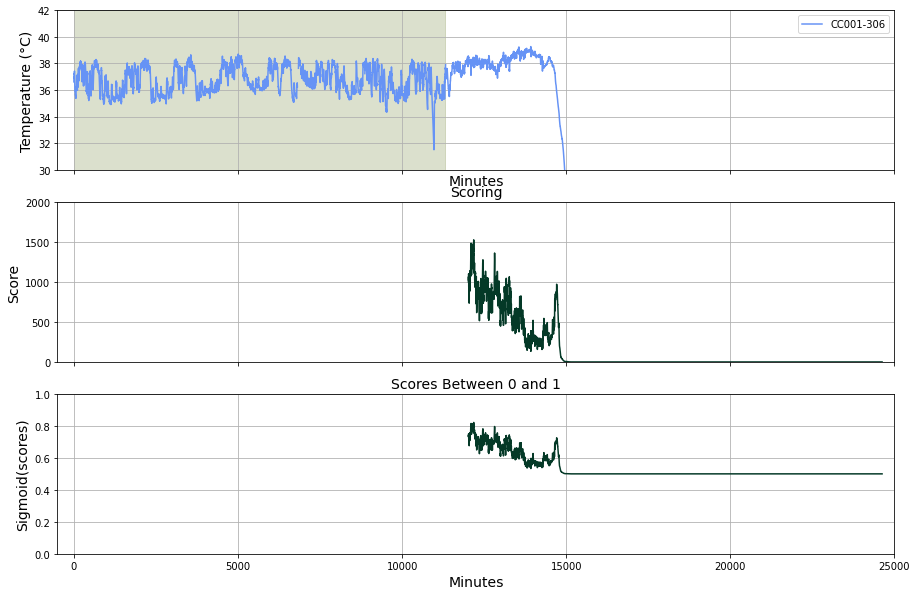 42
40
38
36
34
32
30
Temperature (°C)
CC001-306
Minutes
Scoring
2000
1500
1000
500
0
Score
Scores Between 0 and 1
1.0
0.8
0.6
0.4
0.2
0.0
Sigmoid(scores)
0 5000 10000 15000 20000 25000
Minutes